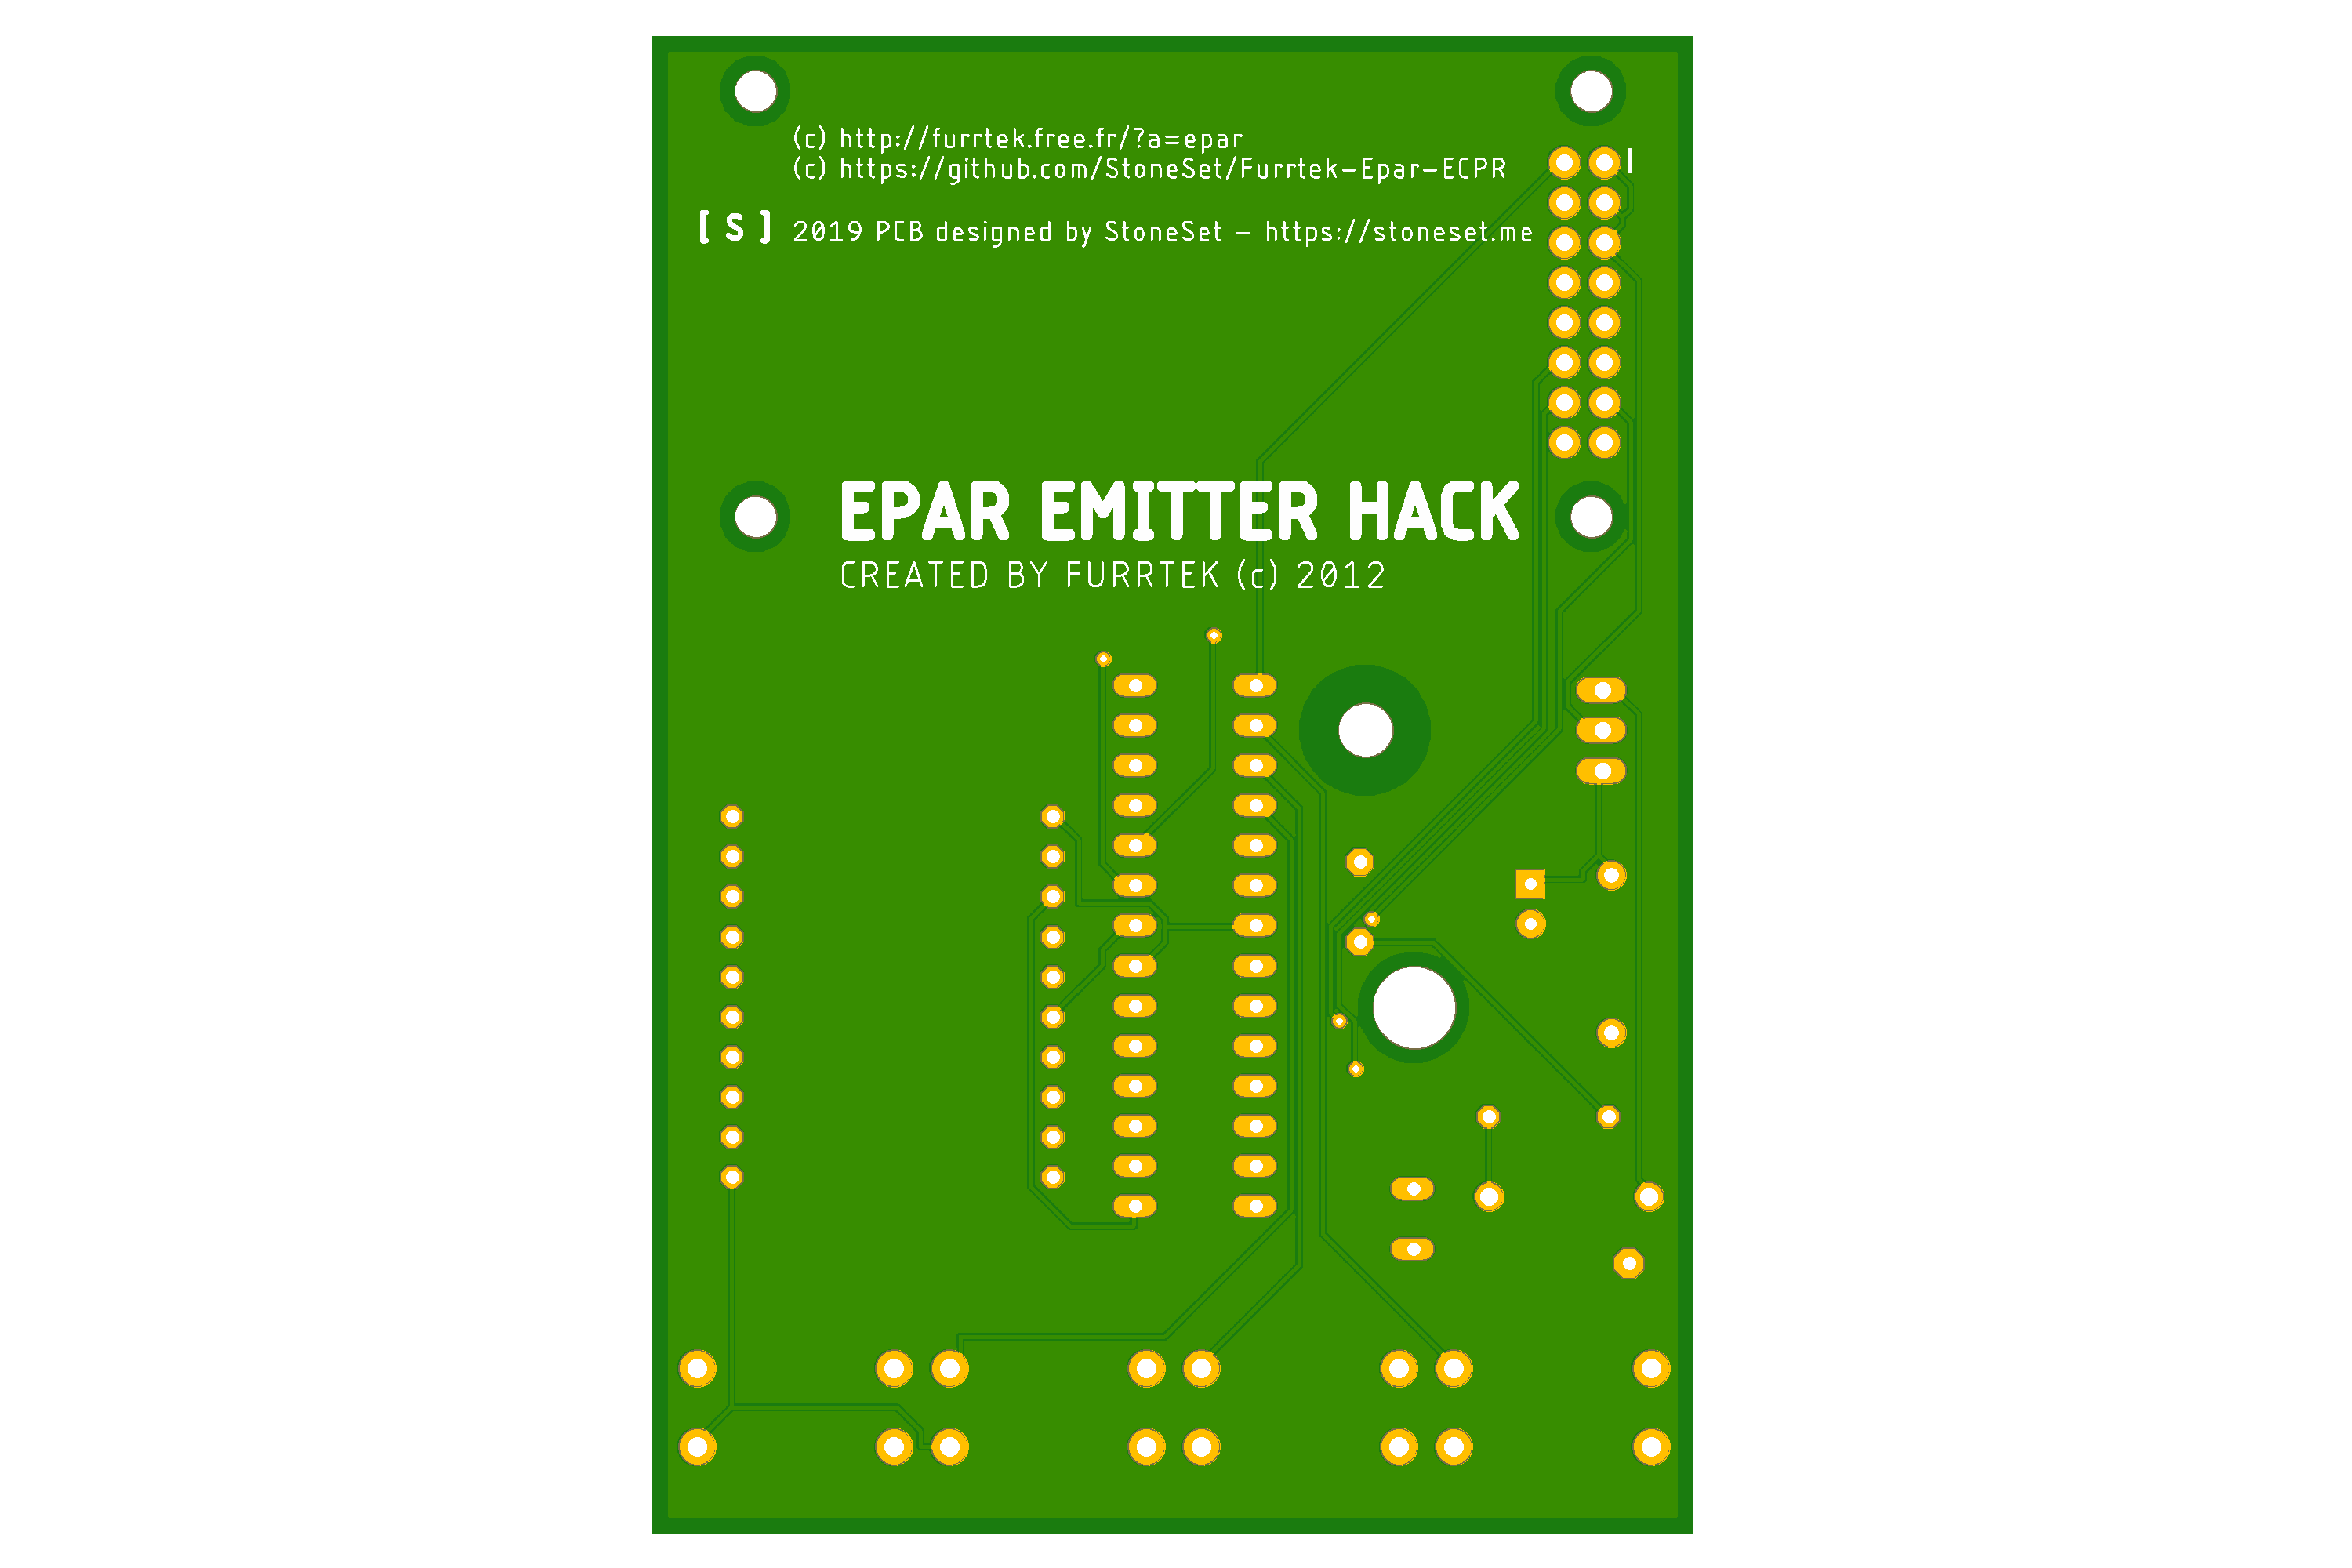 (c) http://furrtek.free.fr/?a=epar
(c) https://github.com/StoneSet/Furrtek-Epar-ECPR
[S] 2019 PCB designed by StoneSet - https://stoneset.me
EPAR EMITTER HACK
CREATED BY FURRTEK (c) 2012